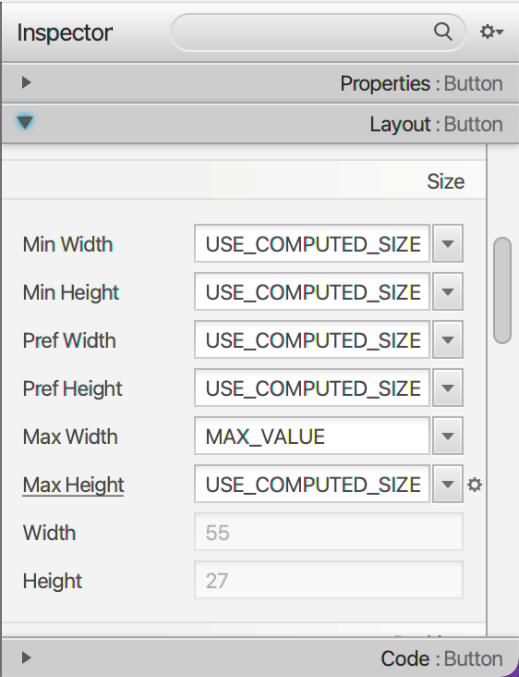 Inspector
Properties : Button
Layout : Button
Size
Min Width USE_COMPUTED_SIZE
Min Height USE_COMPUTED_SIZE
Pref Width USE_COMPUTED_SIZE
Pref Height USE_COMPUTED_SIZE
Max Width MAX_VALUE
Max Height USE_COMPUTED_SIZE
Width 55
Height 27
Code : Button